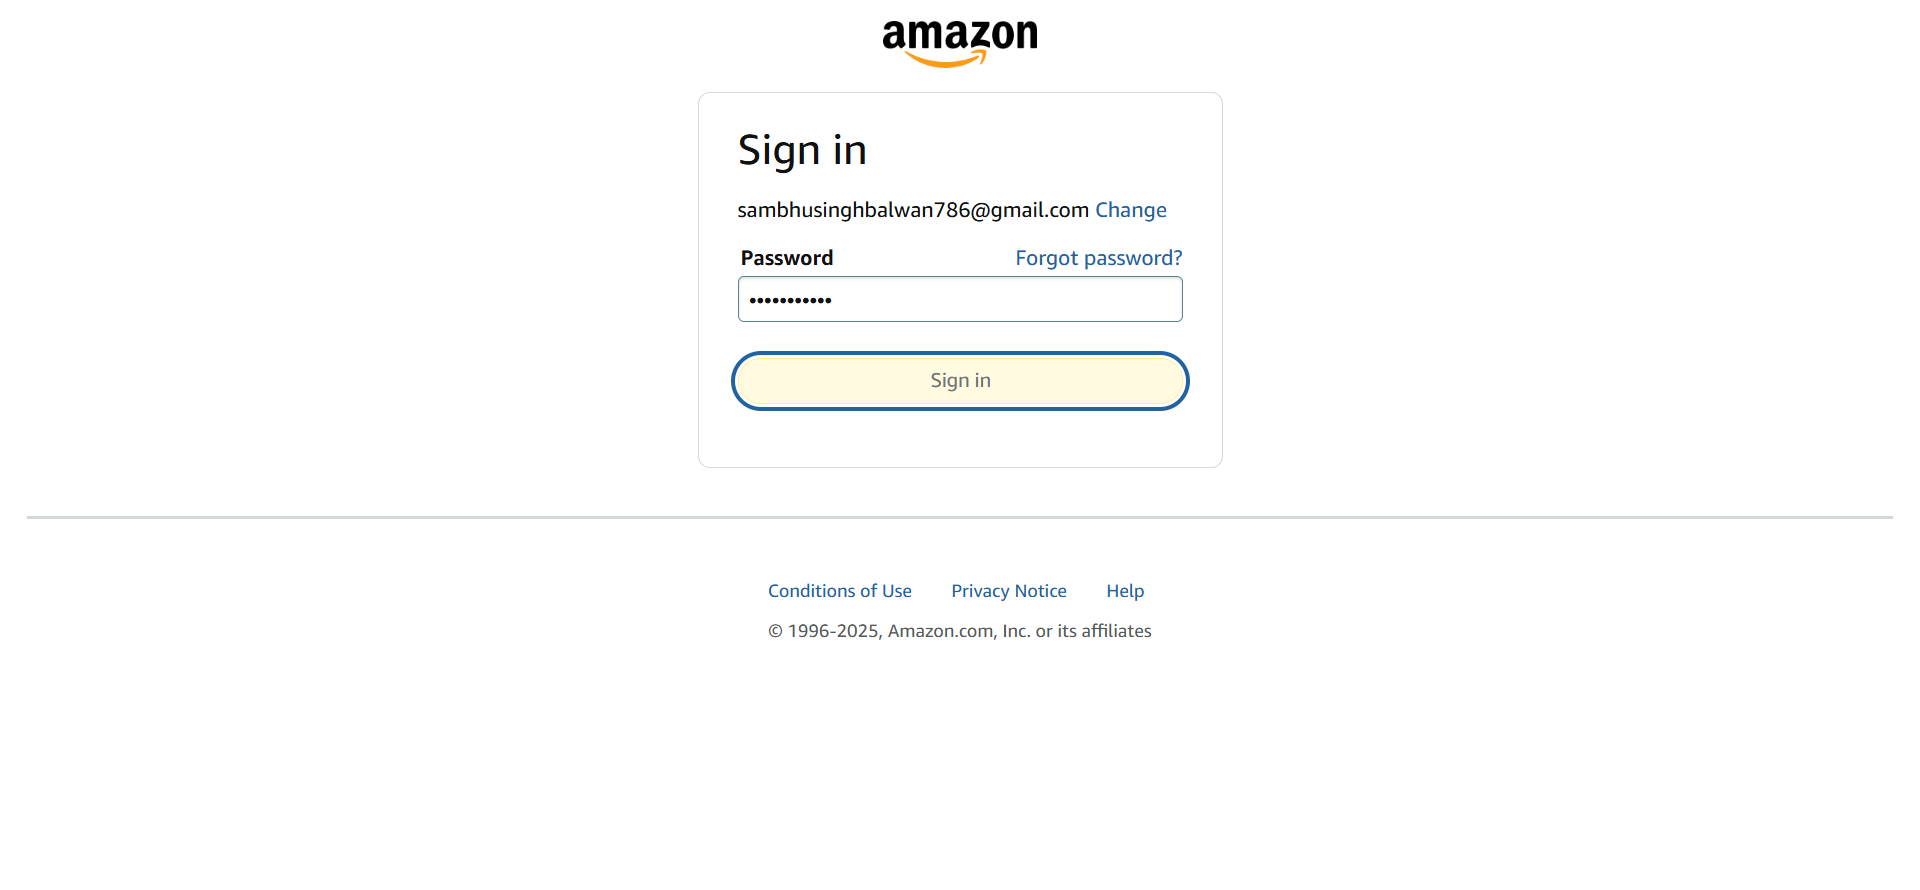 amazon
Sign in
sambhusinghbalwan786@gmail.com Change
Password Forgot password?
•••••••••••
Sign in
Conditions of Use Privacy Notice Help
© 1996-2025, Amazon.com, Inc. or its affiliates